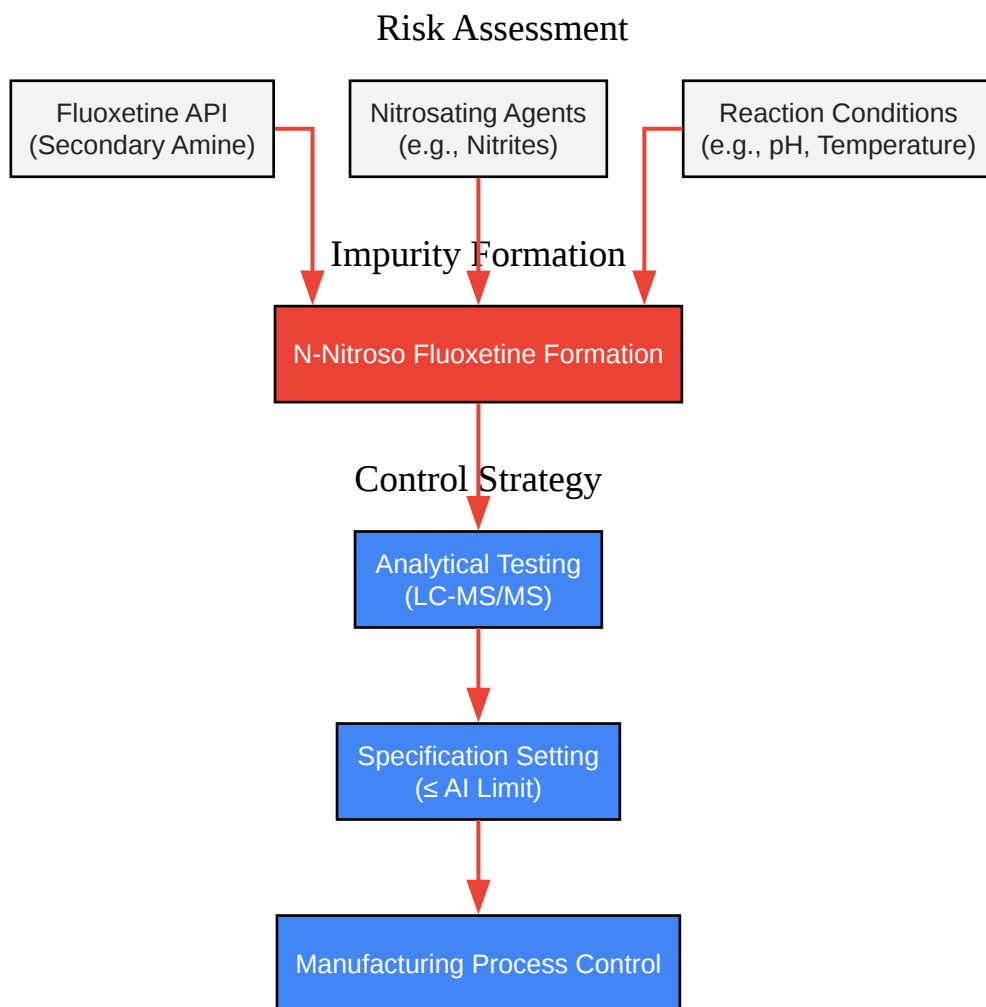 Risk Assessment
Fluoxetine API
(Secondary Amine)
Nitrosating Agents
(e.g., Nitrites)
Reaction Conditions
(e.g., pH, Temperature)
Impurity Formation
N-Nitroso Fluoxetine Formation
Control Strategy
Analytical Testing
(LC-MS/MS)
Specification Setting
(≤ AI Limit)
Manufacturing Process Control